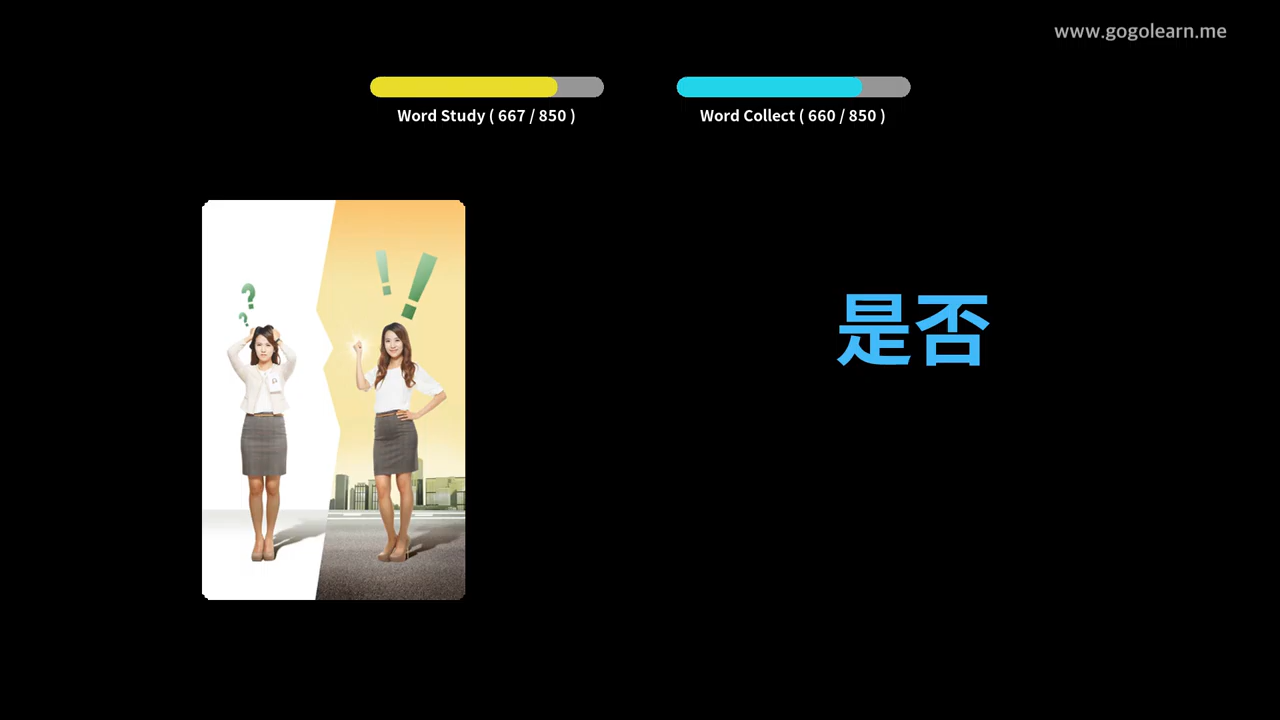 www.gogolearn.me
Word Study ( 667 / 850 )
Word Collect ( 660 / 850 )
? ?
! !
是否